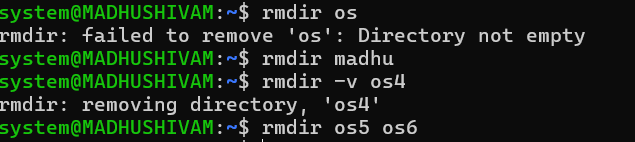 system@MADHUSHIVAM:~$ rmdir os
rmdir: failed to remove 'os': Directory not empty
system@MADHUSHIVAM:~$ rmdir madhu
system@MADHUSHIVAM:~$ rmdir -v os4
rmdir: removing directory, 'os4'
system@MADHUSHIVAM:~$ rmdir os5 os6